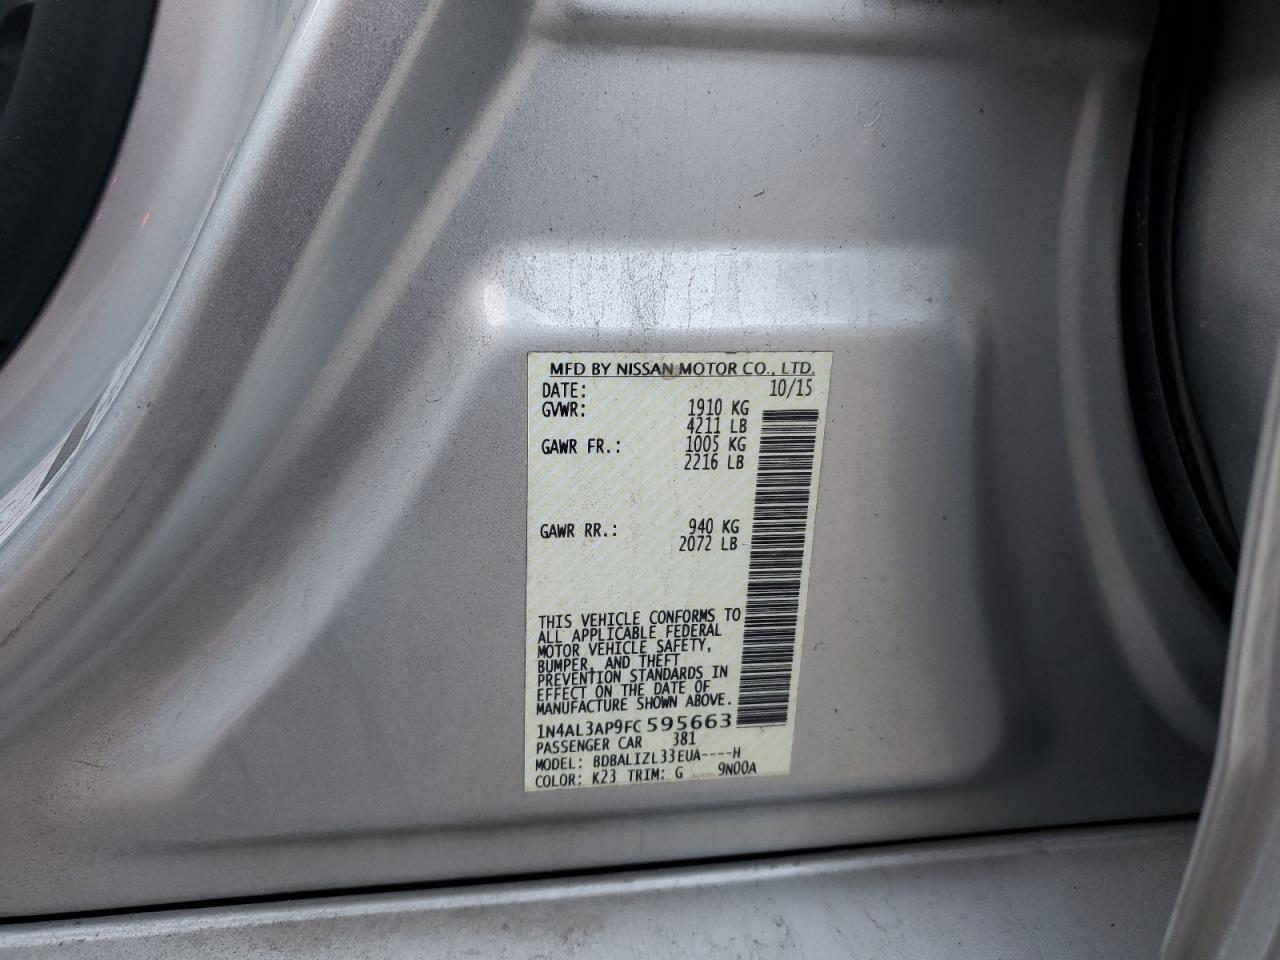 MFD BY NISSAN MOTOR CO., LTD.
DATE: 10/15
GVWR: 1910 KG
4211 LB
GAWR FR.: 1005 KG
2216 LB
GAWR RR.: 940 KG
2072 LB
THIS VEHICLE CONFORMS TO
ALL APPLICABLE FEDERAL
MOTOR VEHICLE SAFETY,
BUMPER, AND THEFT
PREVENTION STANDARDS IN
EFFECT ON THE DATE OF
MANUFACTURE SHOWN ABOVE.
1N4AL3AP9FC595663
PASSENGER CAR 381
MODEL: BDBALIZL33EUA----H
COLOR: K23 TRIM: G 9N00A